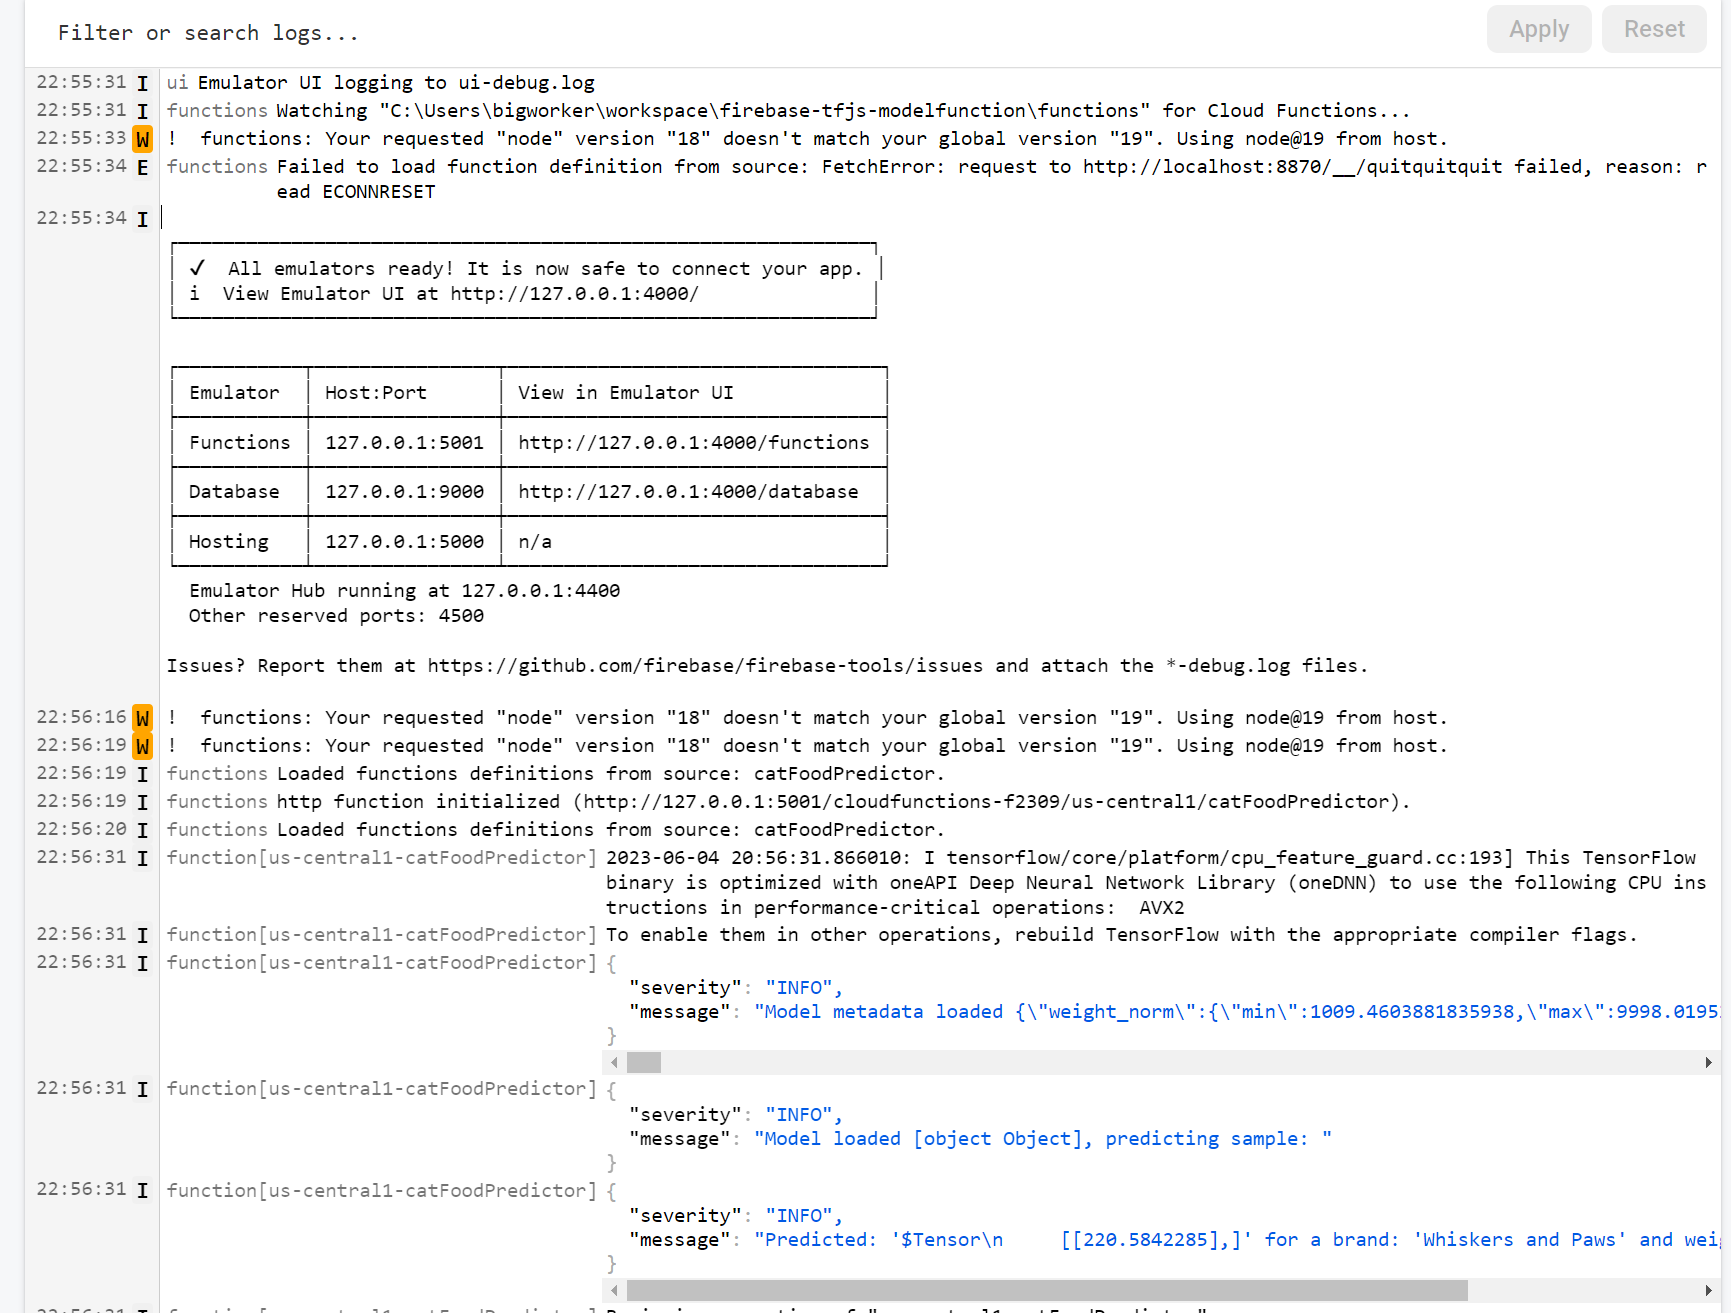 Filter or search logs...
Apply
Reset
22:55:31 I ui Emulator UI logging to ui-debug.log
22:55:31 I functions Watching "C:\Users\bigworker\workspace\firebase-tfjs-modelfunction\functions" for Cloud Functions...
22:55:33 W ! functions: Your requested "node" version "18" doesn't match your global version "19". Using node@19 from host.
22:55:34 E functions Failed to load function definition from source: FetchError: request to http://localhost:8870/__/quitquitquit failed, reason: r
ead ECONNRESET
22:55:34 I
✓ All emulators ready! It is now safe to connect your app.
i View Emulator UI at http://127.0.0.1:4000/
Emulator Host:Port View in Emulator UI
Functions 127.0.0.1:5001 http://127.0.0.1:4000/functions
Database 127.0.0.1:9000 http://127.0.0.1:4000/database
Hosting 127.0.0.1:5000 n/a
Emulator Hub running at 127.0.0.1:4400
Other reserved ports: 4500
Issues? Report them at https://github.com/firebase/firebase-tools/issues and attach the *-debug.log files.
22:56:16 W ! functions: Your requested "node" version "18" doesn't match your global version "19". Using node@19 from host.
22:56:19 W ! functions: Your requested "node" version "18" doesn't match your global version "19". Using node@19 from host.
22:56:19 I functions Loaded functions definitions from source: catFoodPredictor.
22:56:19 I functions http function initialized (http://127.0.0.1:5001/cloudfunctions-f2309/us-central1/catFoodPredictor).
22:56:20 I functions Loaded functions definitions from source: catFoodPredictor.
22:56:31 I function[us-central1-catFoodPredictor] 2023-06-04 20:56:31.866010: I tensorflow/core/platform/cpu_feature_guard.cc:193] This TensorFlow
binary is optimized with oneAPI Deep Neural Network Library (oneDNN) to use the following CPU ins
tructions in performance-critical operations:  AVX2
22:56:31 I function[us-central1-catFoodPredictor] To enable them in other operations, rebuild TensorFlow with the appropriate compiler flags.
22:56:31 I function[us-central1-catFoodPredictor] {
"severity": "INFO",
"message": "Model metadata loaded {\"weight_norm\":{\"min\":1009.4603881835938,\"max\":9998.0195
}
22:56:31 I function[us-central1-catFoodPredictor] {
"severity": "INFO",
"message": "Model loaded [object Object], predicting sample: "
}
22:56:31 I function[us-central1-catFoodPredictor] {
"severity": "INFO",
"message": "Predicted: '$Tensor\n     [[220.5842285],]' for a brand: 'Whiskers and Paws' and wei
}